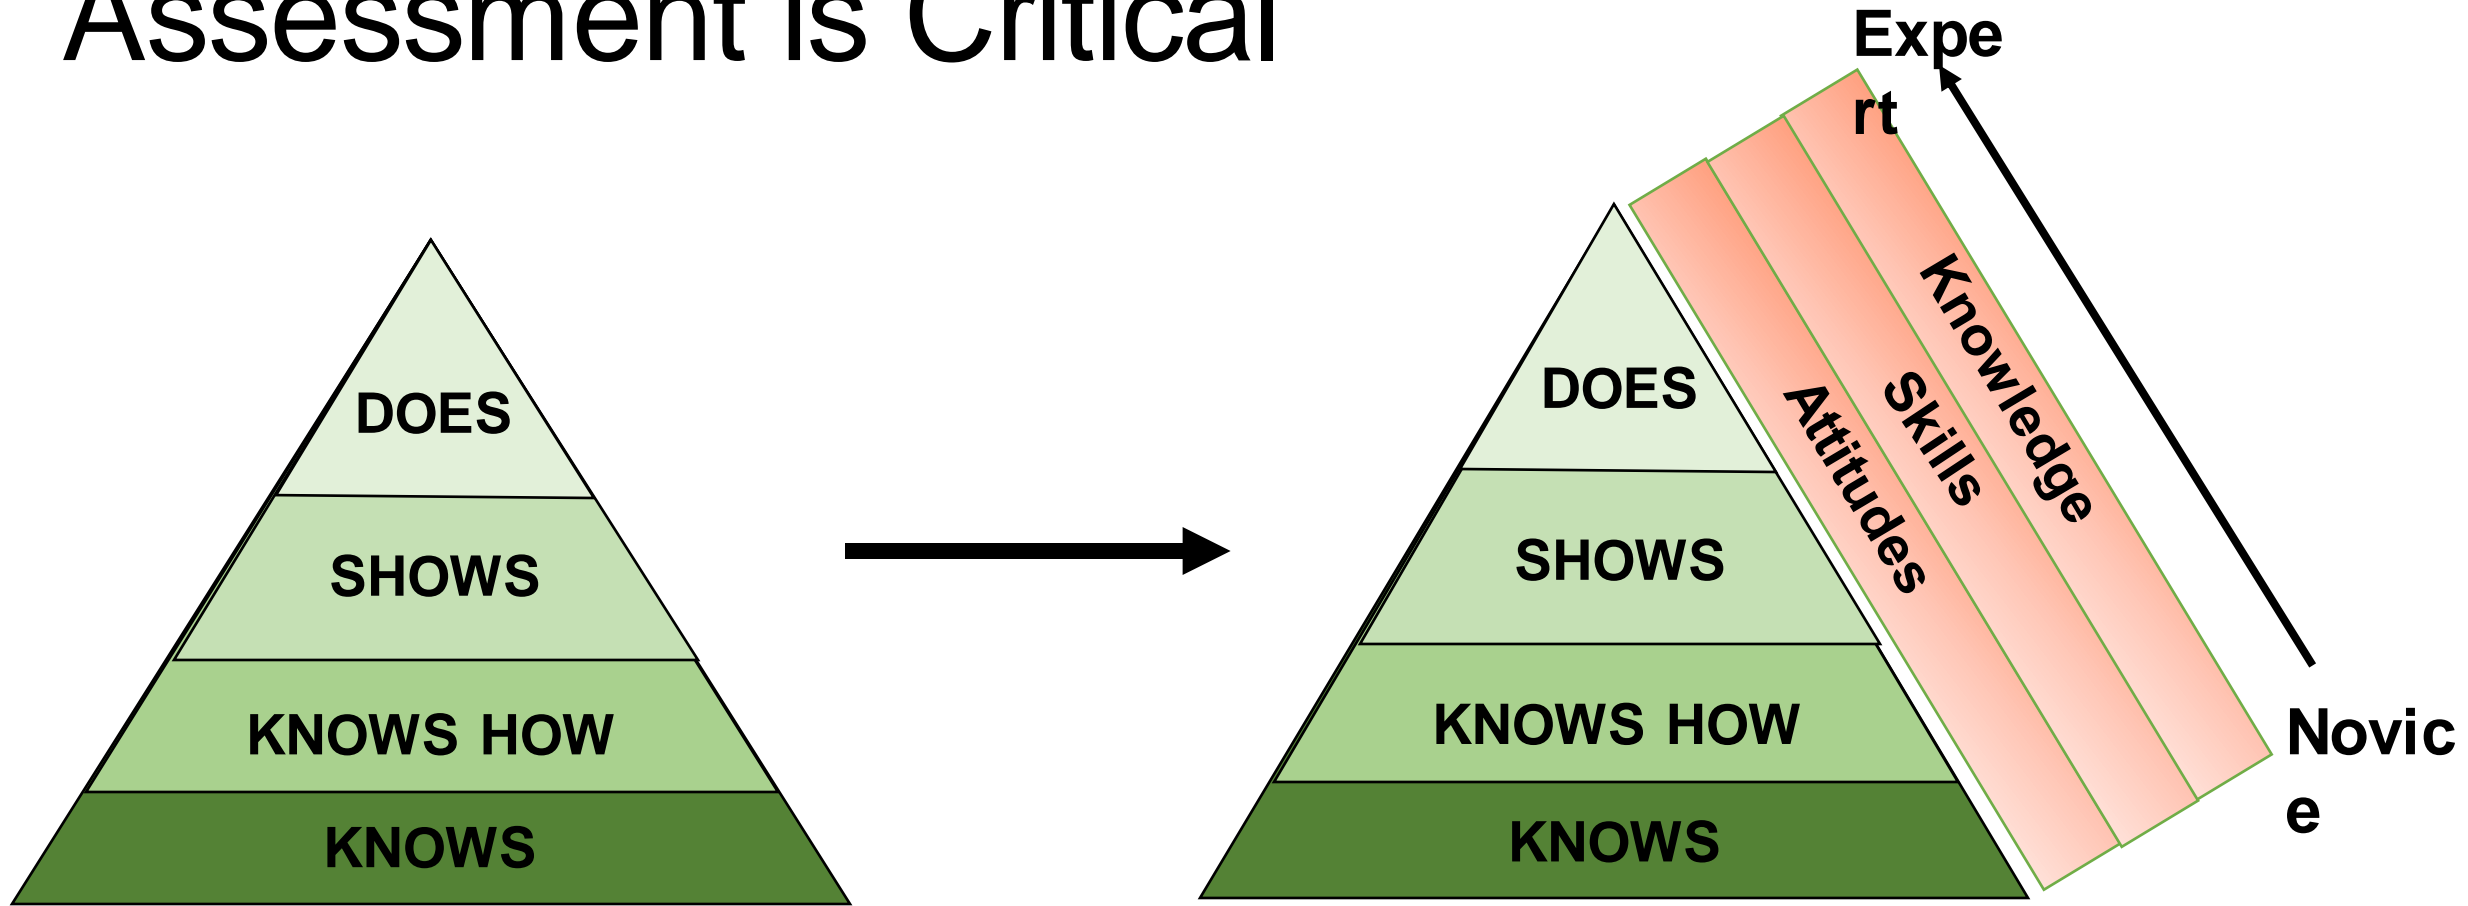 Assessment is Critical
DOES
SHOWS
KNOWS HOW
KNOWS
DOES
SHOWS
KNOWS HOW
KNOWS
Attitudes
Skills
Knowledge
Expe
rt
Novic
e